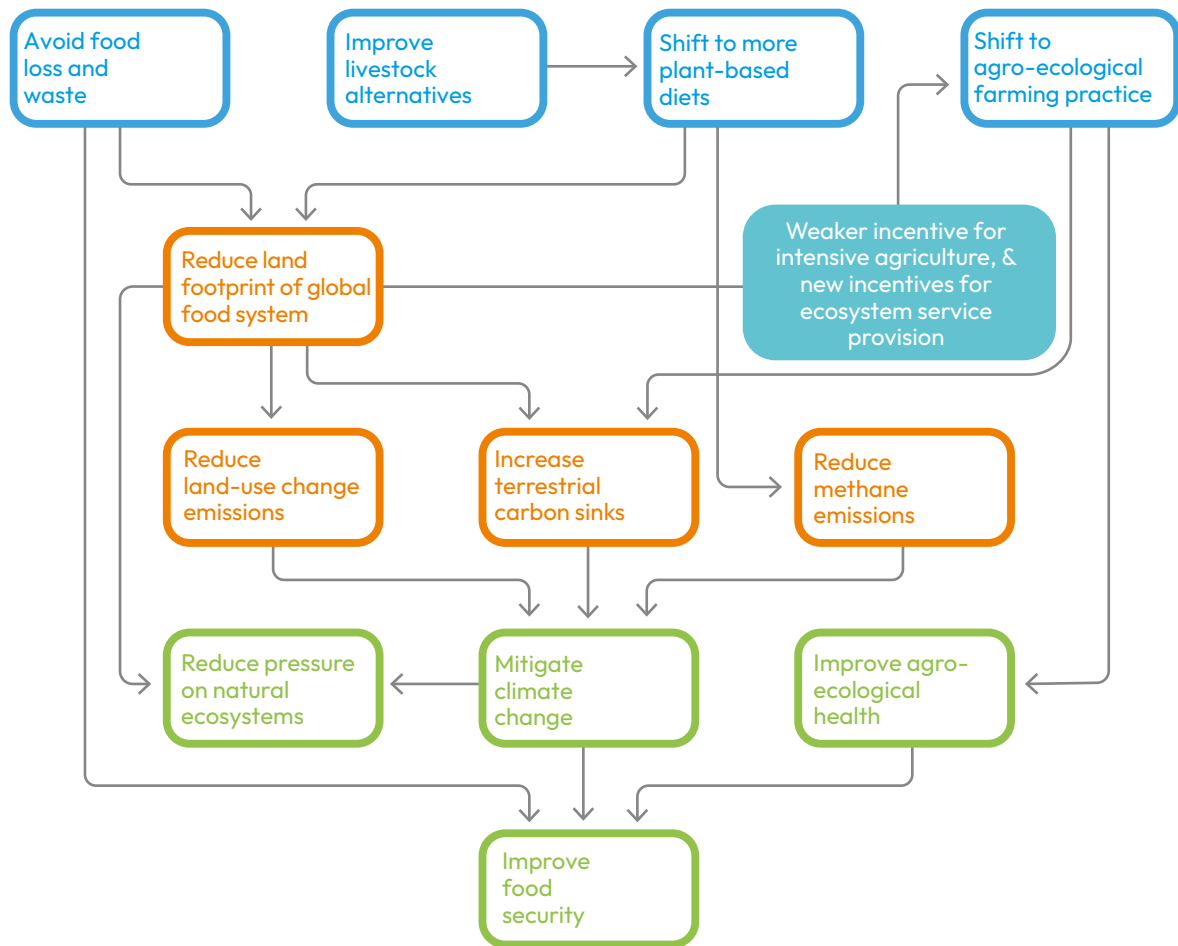 Avoid food
loss and
waste
Improve
livestock
alternatives
Shift to more
plant-based
diets
Shift to
agro-ecological
farming practice
Weaker incentive for
intensive agriculture, &
new incentives for
ecosystem service
provision
Reduce land
footprint of global
food system
Reduce
land-use change
emissions
Increase
terrestrial
carbon sinks
Reduce
methane
emissions
Reduce pressure
on natural
ecosystems
Mitigate
climate
change
Improve agro-
ecological
health
Improve
food
security